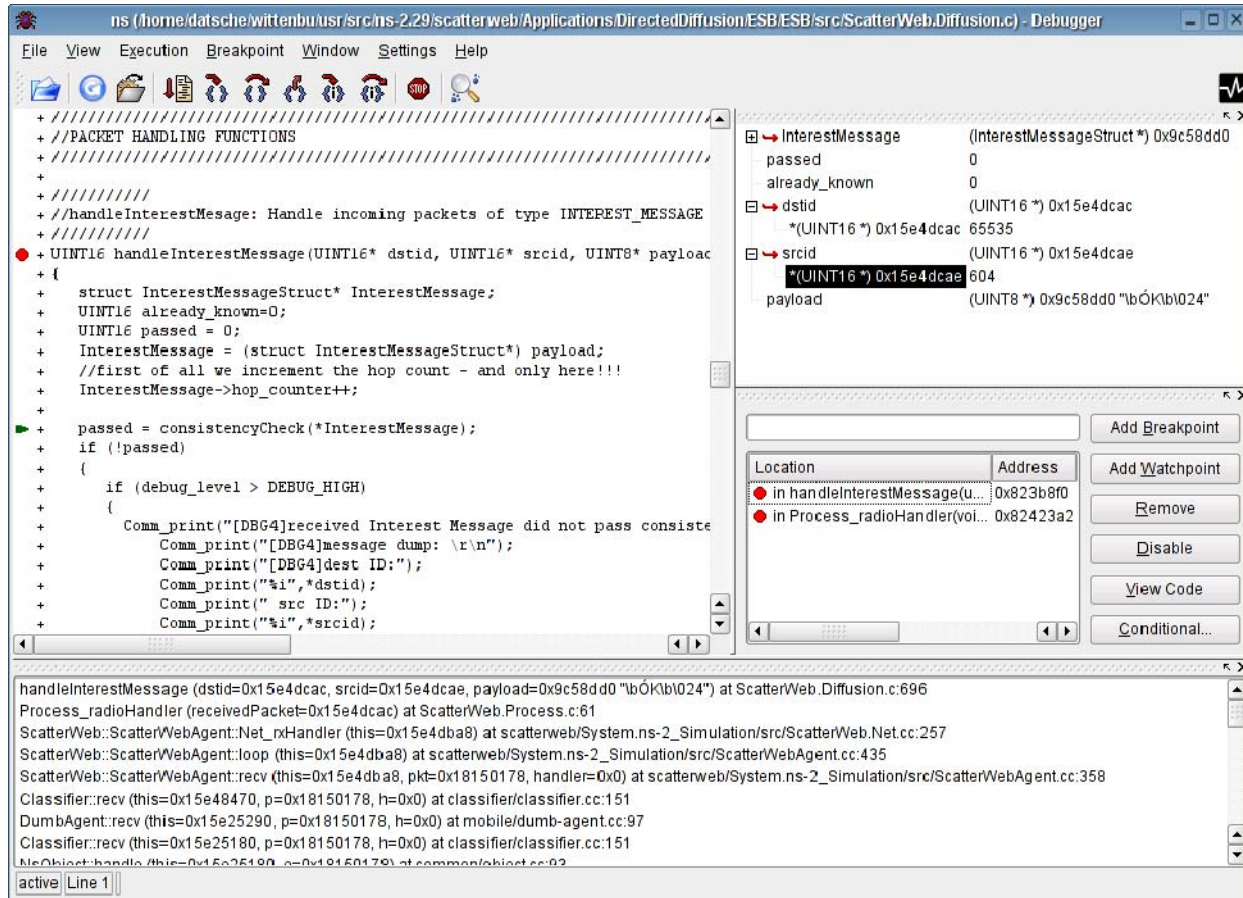 ns (/home/datsche/wittenbu/usr/src/ns-2.29/scatterweb/Applications/DirectedDiffusion/ESB/ESB/src/ScatterWeb.Diffusion.c) - Debugger
File View Execution Breakpoint Window Settings Help
STOP
+ ////////////////////////////////////////////////////////////////////////////
+ //PACKET HANDLING FUNCTIONS
+ ////////////////////////////////////////////////////////////////////////////
+
+ ///////////
+ //handleInterestMesage: Handle incoming packets of type INTEREST_MESSAGE
+ ///////////
+ UINT16 handleInterestMessage(UINT16* dstid, UINT16* srcid, UINT8* payloac
+ {
+ struct InterestMessageStruct* InterestMessage;
+ UINT16 already_known=0;
+ UINT16 passed = 0;
+ InterestMessage = (struct InterestMessageStruct*) payload;
+ //first of all we increment the hop count - and only here!!!
+ InterestMessage->hop_counter++;
+
+ passed = consistencyCheck(*InterestMessage);
+ if (!passed)
+ {
+ if (debug_level > DEBUG_HIGH)
+ {
+ Comm_print("[DBG4]received Interest Message did not pass consiste
+ Comm_print("[DBG4]message dump: \r\n");
+ Comm_print("[DBG4]dest ID:");
+ Comm_print("%i",*dstid);
+ Comm_print(" src ID:");
+ Comm_print("%i",*srcid);
InterestMessage (InterestMessageStruct *) 0x9c58dd0
passed 0
already_known 0
dstid (UINT16 *) 0x15e4dcac
*(UINT16 *) 0x15e4dcac 65535
srcid (UINT16 *) 0x15e4dcae
*(UINT16 *) 0x15e4dcae 604
payload (UINT8 *) 0x9c58dd0 "\bÓK\b\024"
Add Breakpoint
Location Address
Add Watchpoint
in handleInterestMessage(u... 0x823b8f0
in Process_radioHandler(voi... 0x82423a2
Remove
Disable
View Code
Conditional...
handleInterestMessage (dstid=0x15e4dcac, srcid=0x15e4dcae, payload=0x9c58dd0 "\bÓK\b\024") at ScatterWeb.Diffusion.c:696
Process_radioHandler (receivedPacket=0x15e4dcac) at ScatterWeb.Process.c:61
ScatterWeb::ScatterWebAgent::Net_rxHandler (this=0x15e4dba8) at scatterweb/System.ns-2_Simulation/src/ScatterWeb.Net.cc:257
ScatterWeb::ScatterWebAgent::loop (this=0x15e4dba8) at scatterweb/System.ns-2_Simulation/src/ScatterWebAgent.cc:435
ScatterWeb::ScatterWebAgent::recv (this=0x15e4dba8, pkt=0x18150178, handler=0x0) at scatterweb/System.ns-2_Simulation/src/ScatterWebAgent.cc:358
Classifier::recv (this=0x15e48470, p=0x18150178, h=0x0) at classifier/classifier.cc:151
DumbAgent::recv (this=0x15e25290, p=0x18150178, h=0x0) at mobile/dumb-agent.cc:97
Classifier::recv (this=0x15e25180, p=0x18150178, h=0x0) at classifier/classifier.cc:151
NsObject::handle (this=0x15e25180, e=0x18150178) at common/object.cc:93
active Line 1